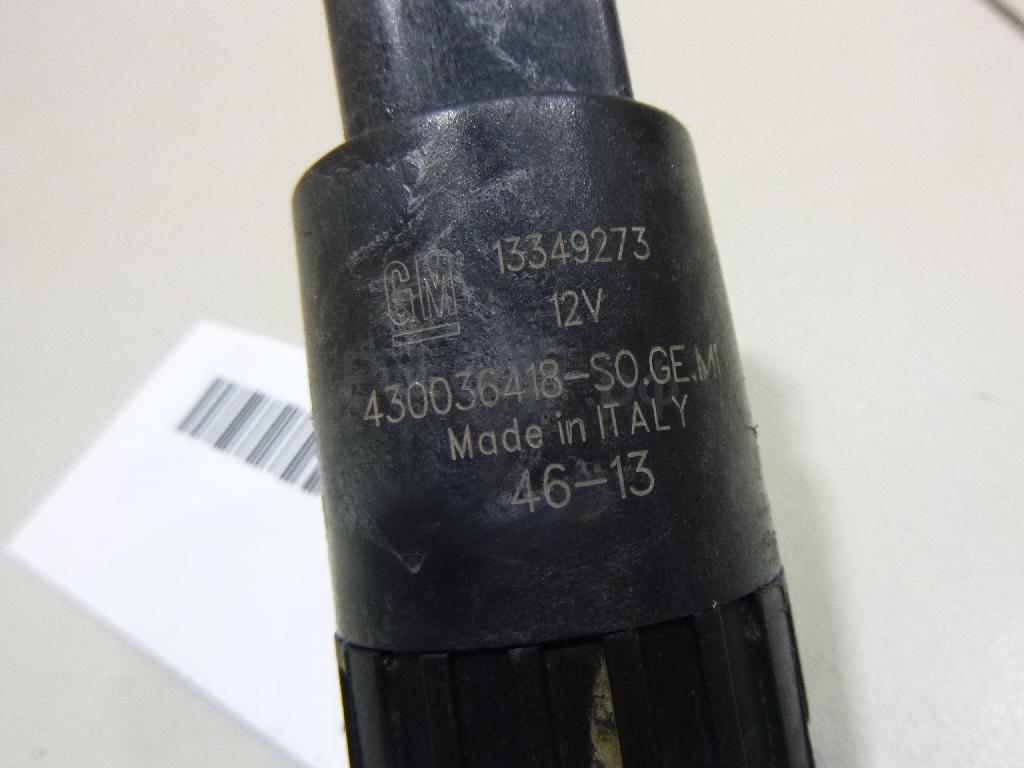 GM 13349273
12V
430036418-SO.GE.MI
Made in ITALY
46-13